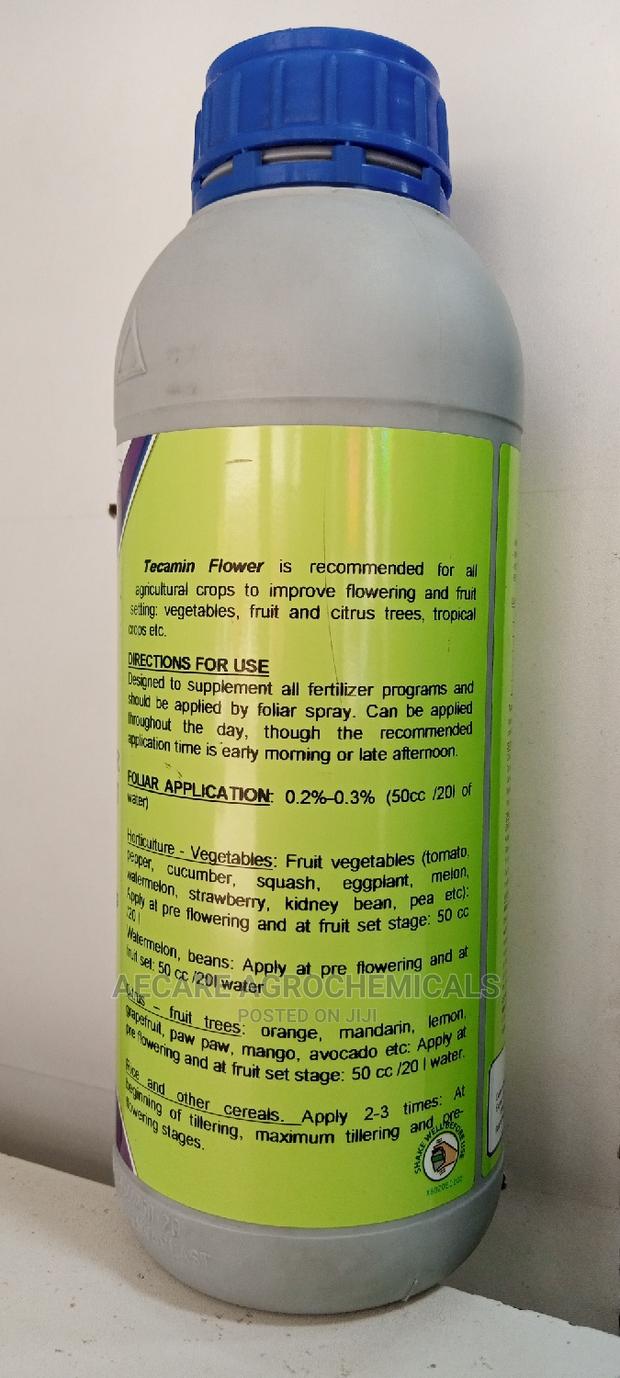 Tecamin Flower is recommended for all
agricultural crops to improve flowering and fruit
setting: vegetables, fruit and citrus trees, tropical
crops etc.
DIRECTIONS FOR USE
Designed to supplement all fertilizer programs and
should be applied by foliar spray. Can be applied
throughout the day, though the recommended
application time is early morning or late afternoon.
FOLIAR APPLICATION: 0.2%-0.3% (50cc /20l of
water)
Horticulture - Vegetables: Fruit vegetables (tomato,
pepper, cucumber, squash, eggplant, melon,
watermelon, strawberry, kidney bean, pea etc):
Apply at pre flowering and at fruit set stage: 50 cc
/20 l
Watermelon, beans: Apply at pre flowering and at
fruit set: 50 cc /20l water
AECARE AGROCHEMICALS
POSTED ON JIJI
Citrus – fruit trees: orange, mandarin, lemon,
grapefruit, paw paw, mango, avocado etc: Apply at
pre flowering and at fruit set stage: 50 cc /20 l water.
Rice and other cereals. Apply 2-3 times: At
beginning of tillering, maximum tillering and pre-
flowering stages.
SHAKE WELL BEFORE USE